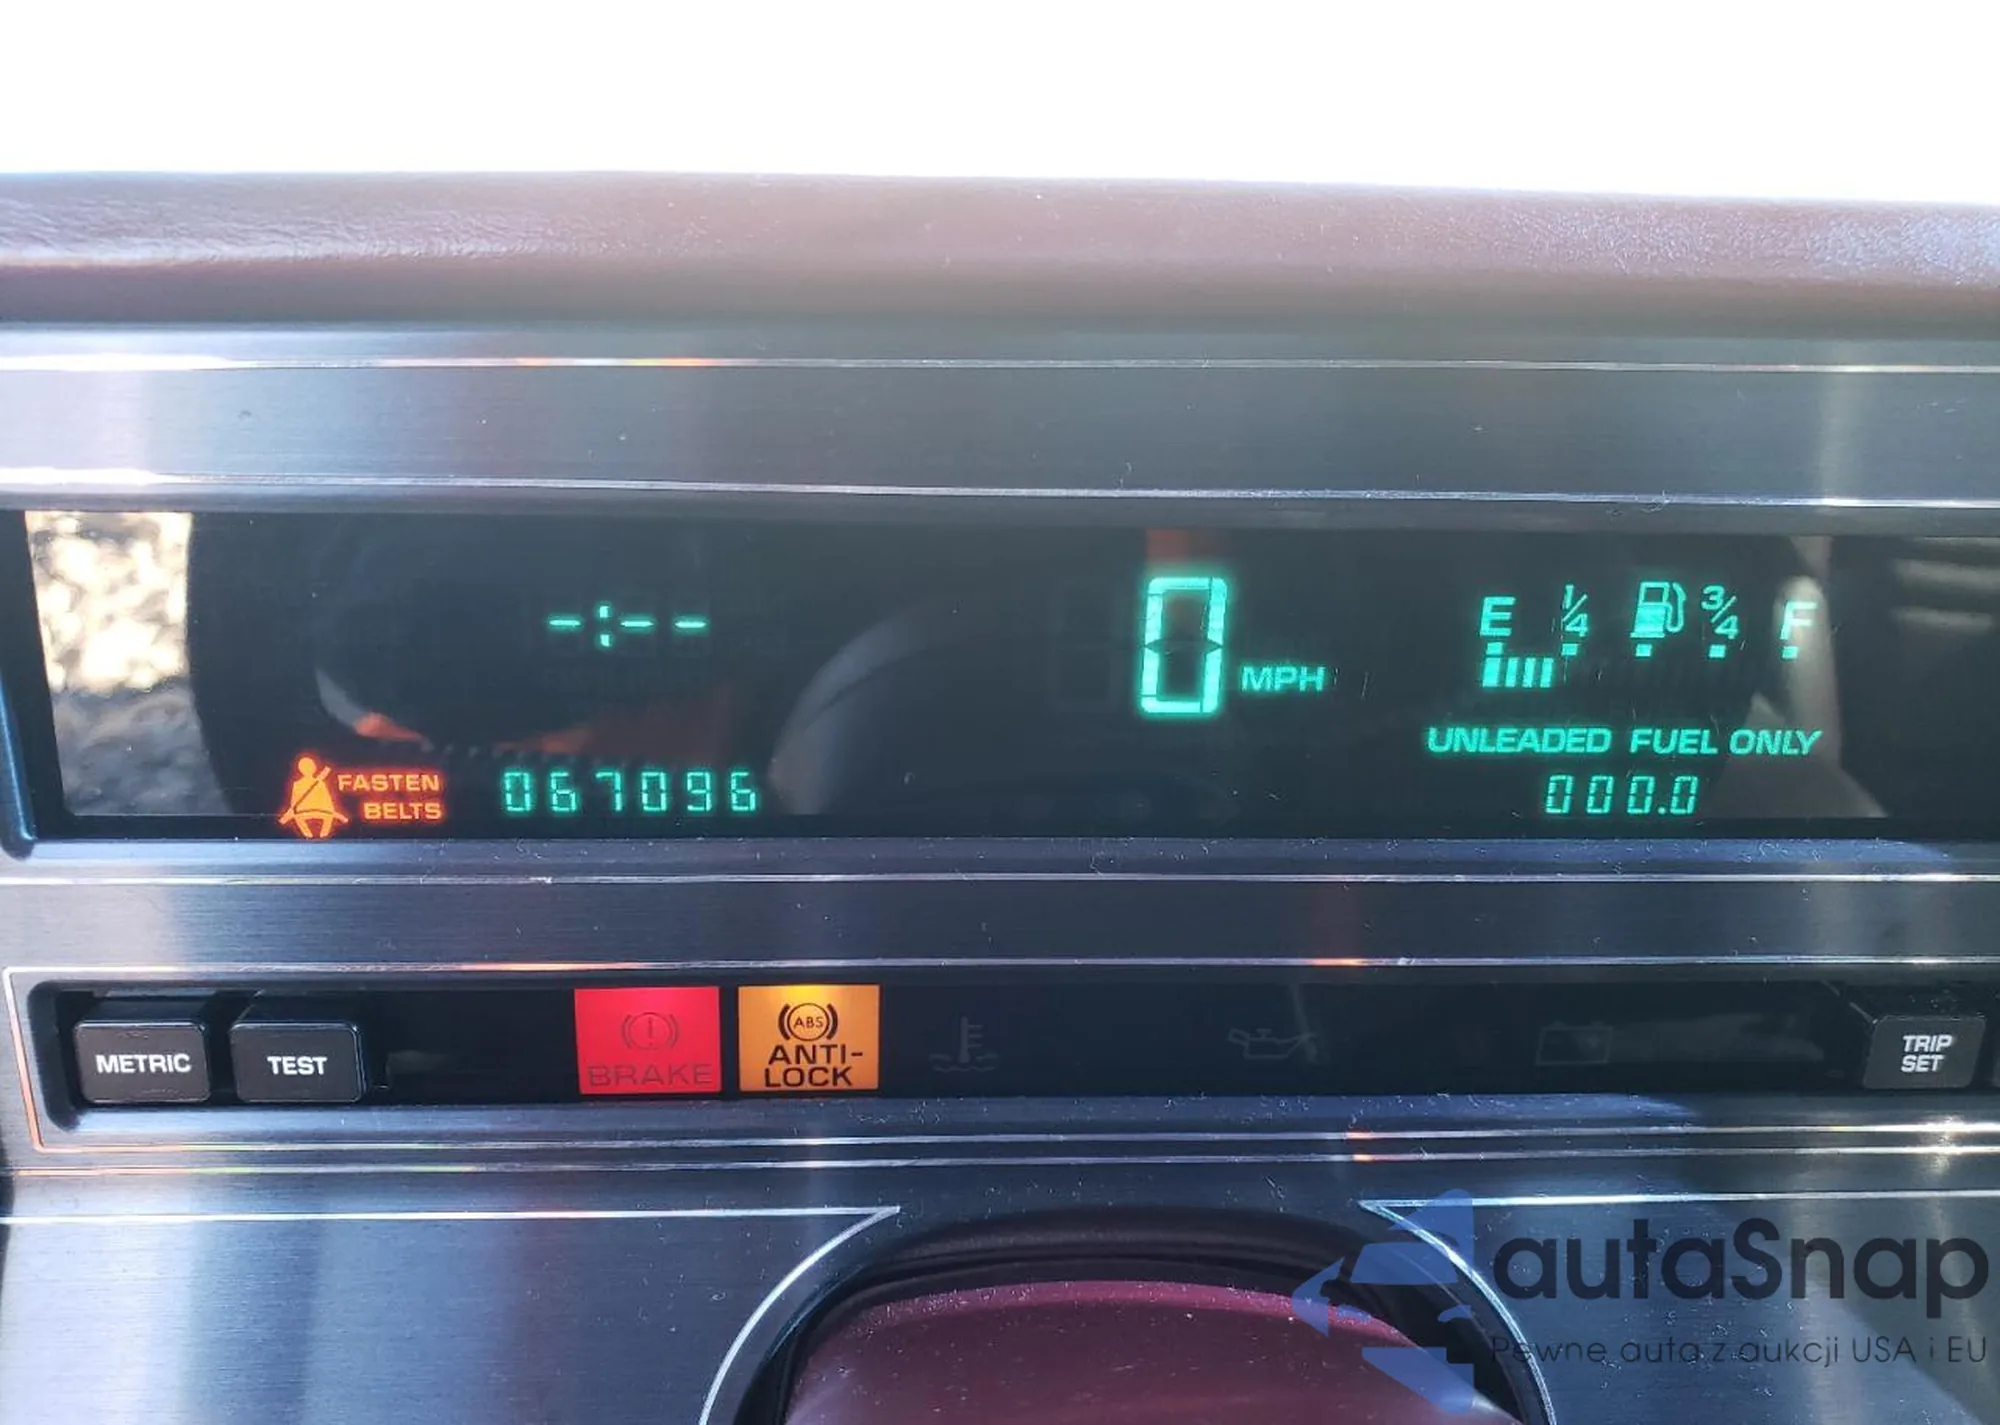 -:--
0 MPH
E 1/4 3/4 F
UNLEADED FUEL ONLY
FASTEN
BELTS
067096
000.0
METRIC
TEST
BRAKE
ABS
ANTI-
LOCK
TRIP
SET
autaSnap
Pewne auta z aukcji USA i EU